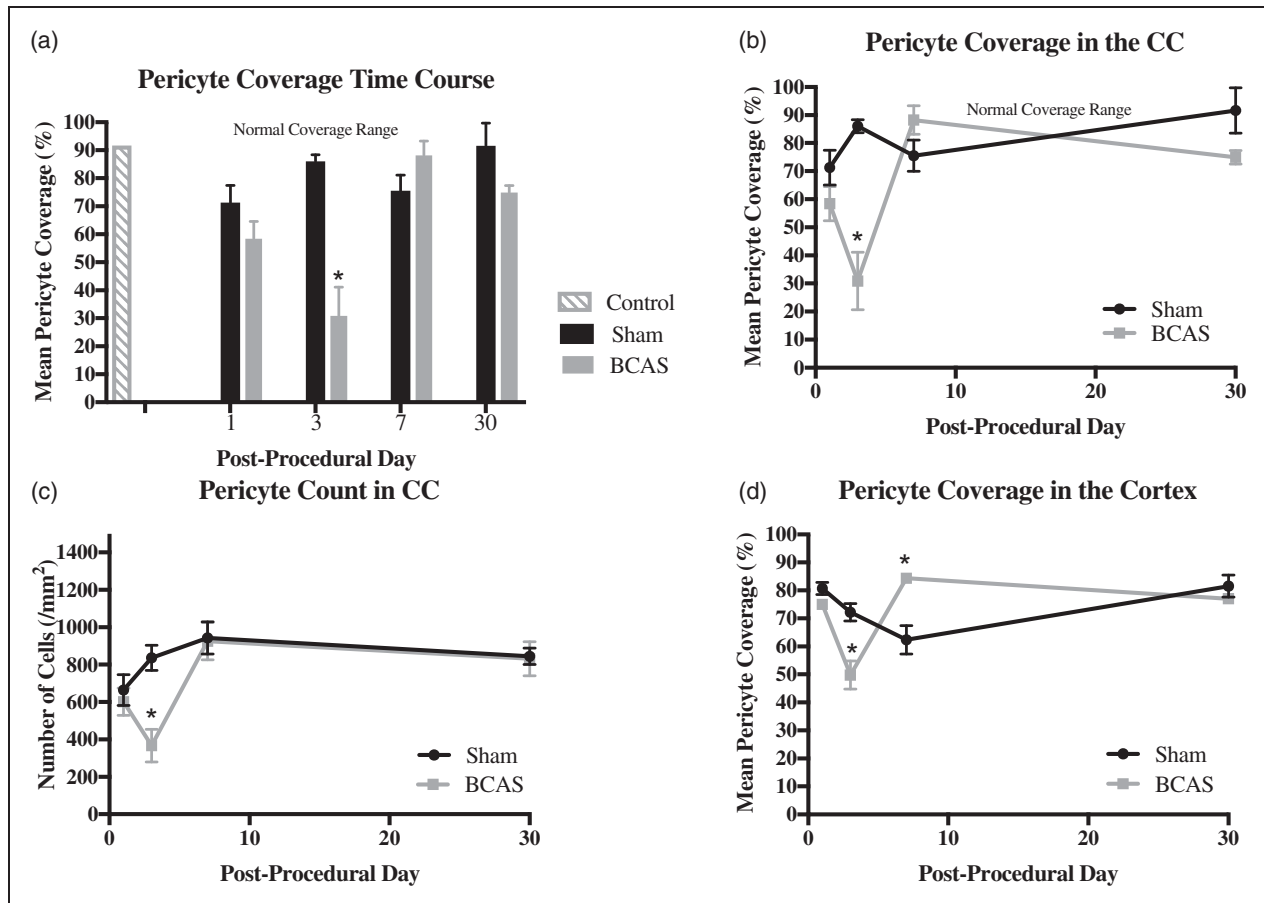 (a)
Pericyte Coverage Time Course
Mean Pericyte Coverage (%)
100
90
80
70
60
50
40
30
20
10
0
Normal Coverage Range
*
1
3
7
30
Post-Procedural Day
Control
Sham
BCAS
(b)
Pericyte Coverage in the CC
Mean Pericyte Coverage (%)
100
90
80
70
60
50
40
30
20
10
0
Normal Coverage Range
*
Sham
BCAS
0
10
20
30
Post-Procedural Day
(c)
Pericyte Count in CC
Number of Cells (/mm²)
1400
1200
1000
800
600
400
200
0
*
Sham
BCAS
0
10
20
30
Post-Procedural Day
(d)
Pericyte Coverage in the Cortex
Mean Pericyte Coverage (%)
100
90
80
70
60
50
40
30
20
10
0
*
*
Sham
BCAS
0
10
20
30
Post-Procedural Day